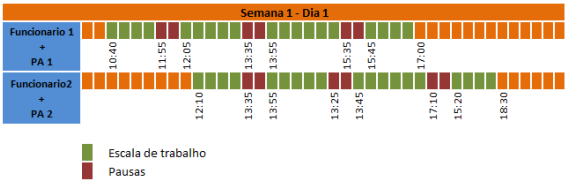 Semana 1 - Dia 1
Funcionario 1
+
PA 1
10:40
11:55
12:05
13:35
13:55
15:35
15:45
17:00
Funcionario2
+
PA 2
12:10
13:35
13:55
13:25
13:45
17:10
15:20
18:30
Escala de trabalho
Pausas